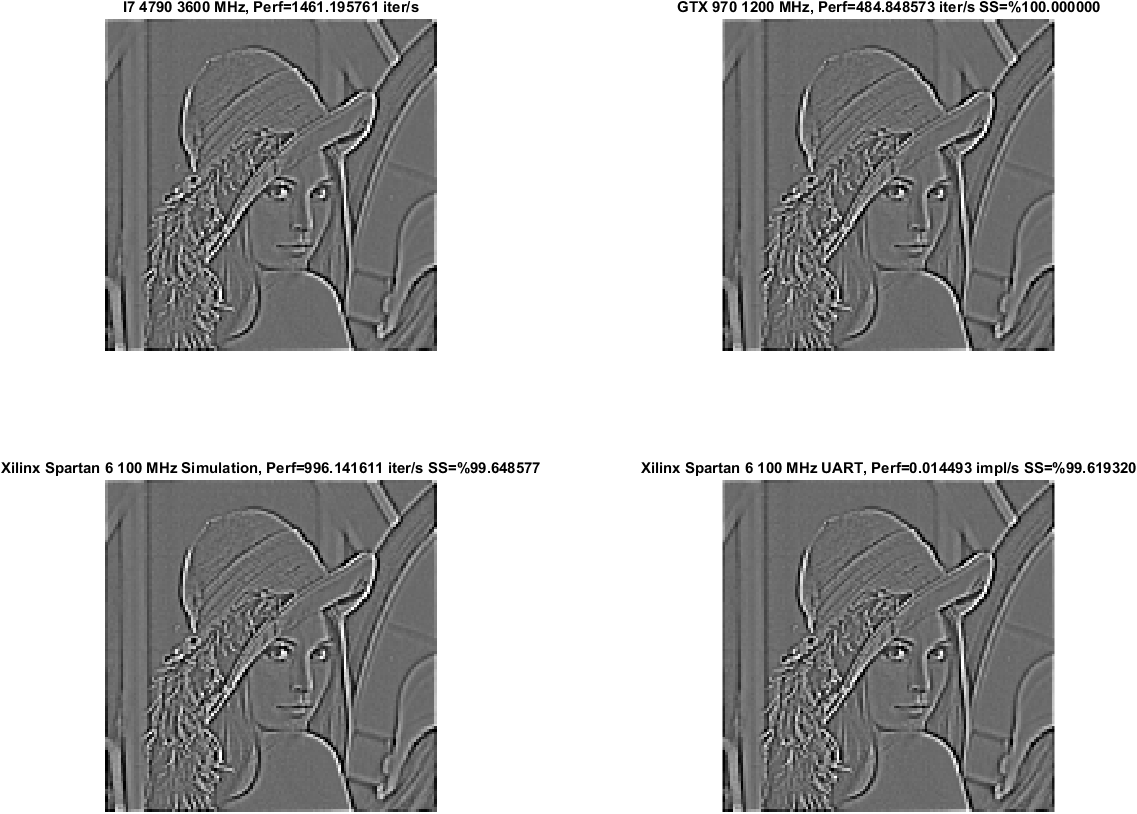 I7 4790 3600 MHz, Perf=1461.195761 iter/s
GTX 970 1200 MHz, Perf=484.848573 iter/s SS=%100.000000
Xilinx Spartan 6 100 MHz Simulation, Perf=996.141611 iter/s SS=%99.648577
Xilinx Spartan 6 100 MHz UART, Perf=0.014493 impl/s SS=%99.619320